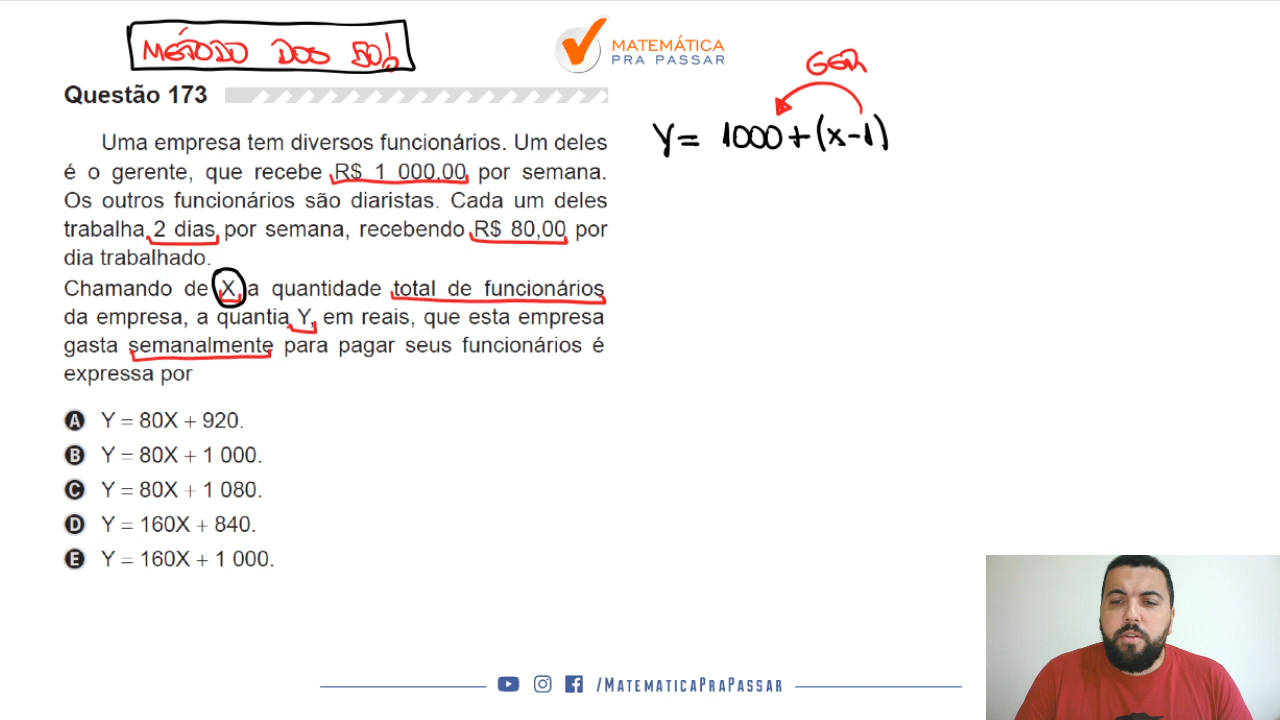 MÉTODO DOS 50!
MATEMÁTICA
PRA PASSAR
Questão 173
Uma empresa tem diversos funcionários. Um deles
é o gerente, que recebe R$ 1 000,00 por semana.
Os outros funcionários são diaristas. Cada um deles
trabalha 2 dias por semana, recebendo R$ 80,00 por
dia trabalhado.
Chamando de X a quantidade total de funcionários
da empresa, a quantia Y, em reais, que esta empresa
gasta semanalmente para pagar seus funcionários é
expressa por
A Y = 80X + 920.
B Y = 80X + 1 000.
C Y = 80X + 1 080.
D Y = 160X + 840.
E Y = 160X + 1 000.
GER
Y= 1000+(x-1)
/MATEMATICAPRAPASSAR